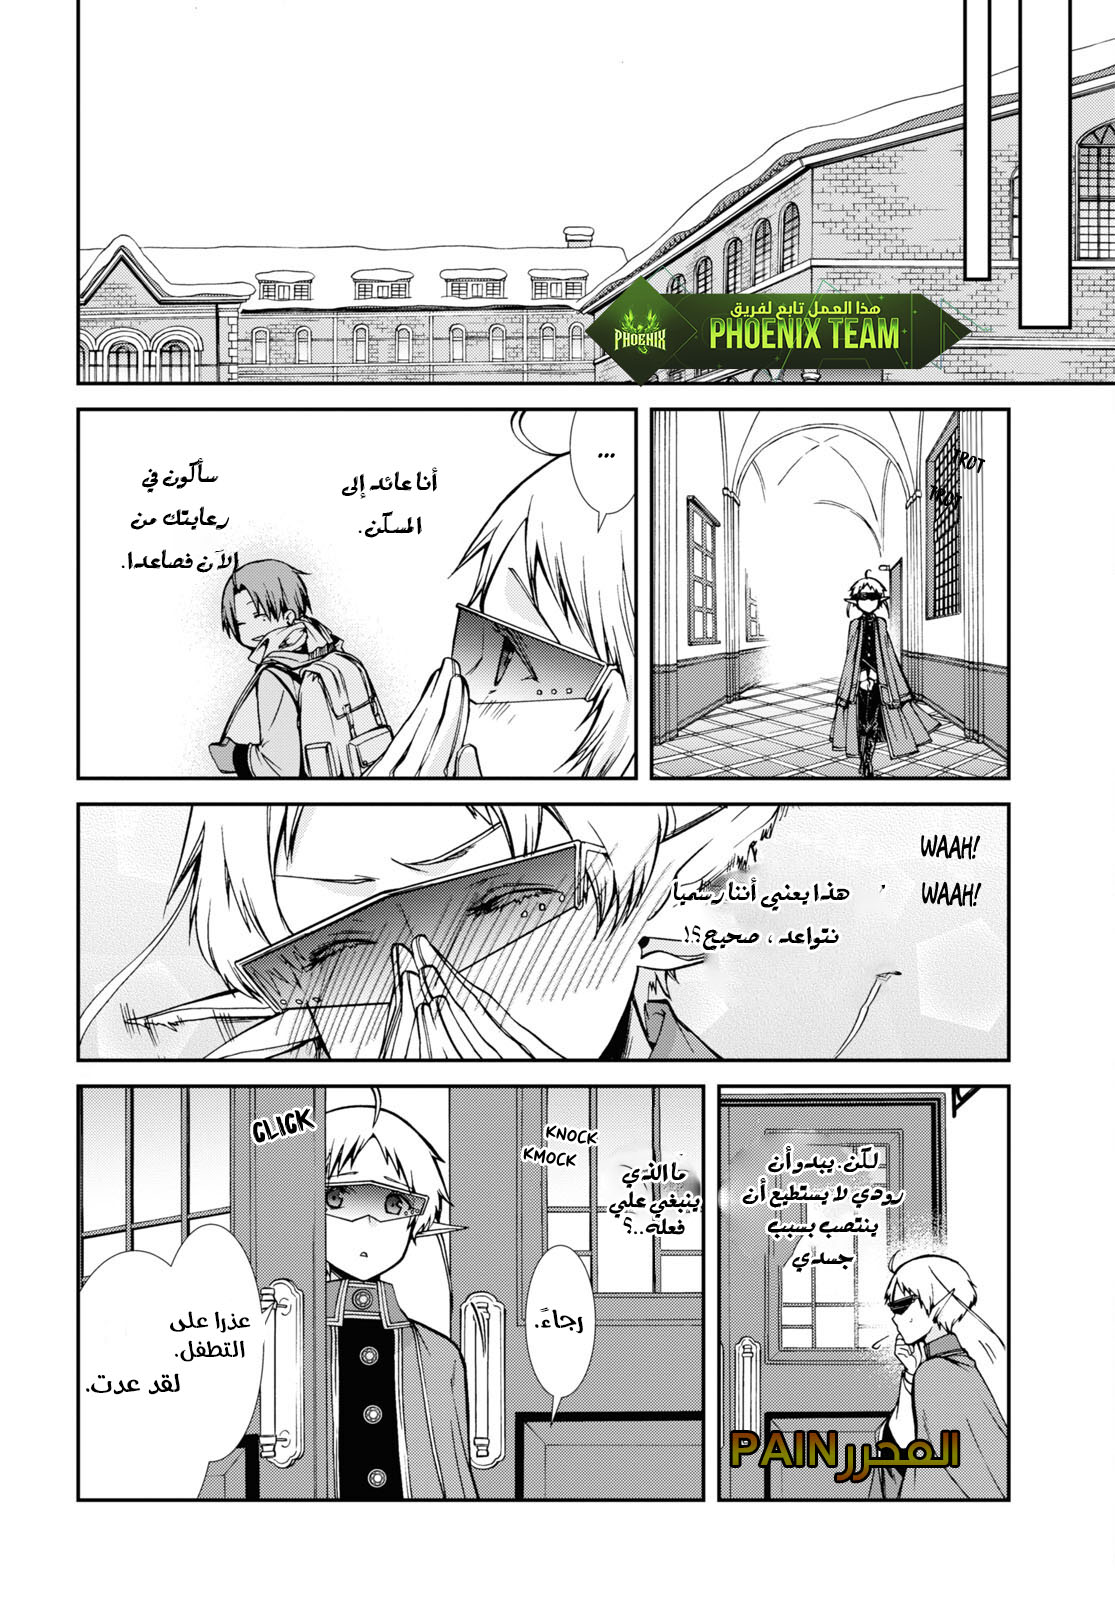 هذا العمل تابع لفريق
PHOENIX TEAM
PHOENIX
TROT
TROT
...
أنا عائد إلى
المسكن.
سأكون في
رعايتك من
الآن فصاعدا.
WAAH!
WAAH!
هذا يعني أننا رسمياً
نتواعد ، صحيح؟!
لكن. يبدو أن
رودي لا يستطيع أن
ينتصب بسبب
جسدي
المحرر PAIN
ما الذي
ينبغي علي
فعله..؟
KNOCK
KMOCK
رجاءً.
CLICK
عذرا على
التطفل.
لقد عدت.